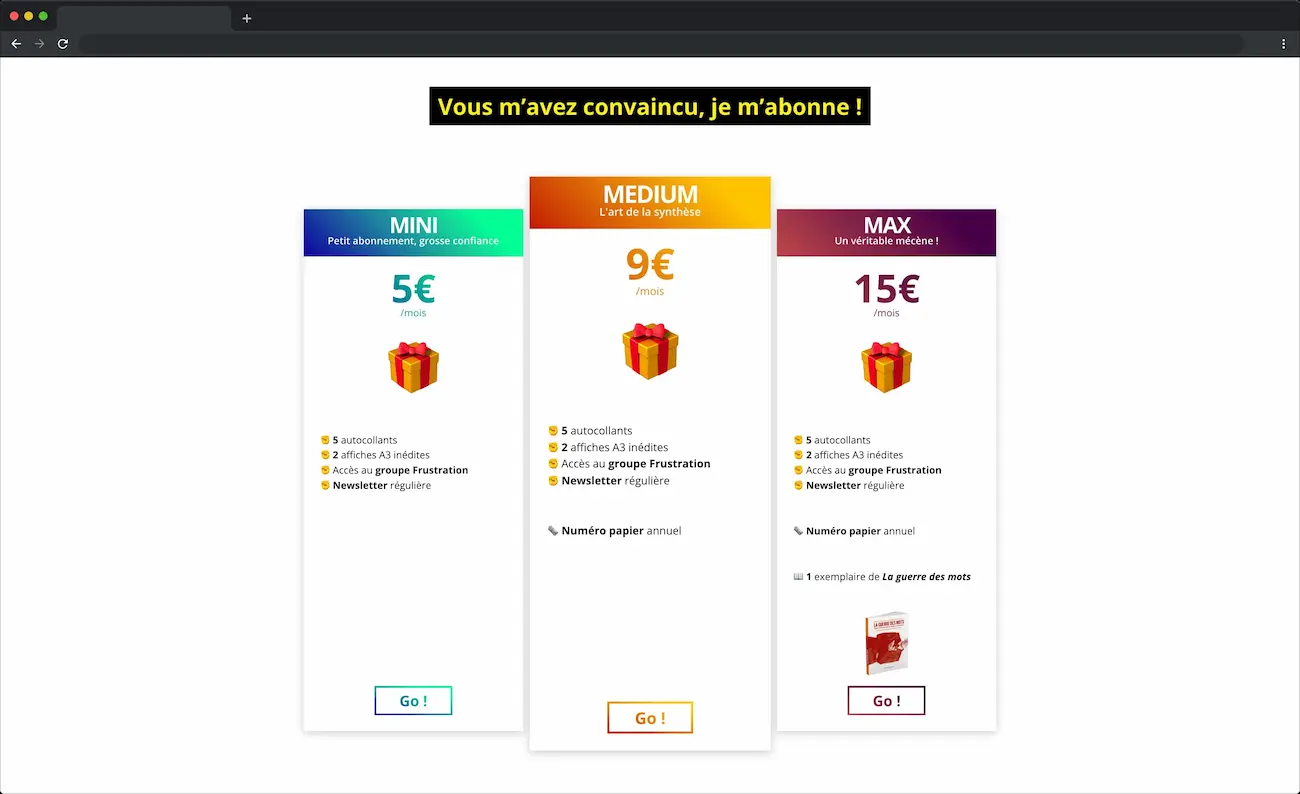 Vous m’avez convaincu, je m’abonne !
MINI
Petit abonnement, grosse confiance
5€
/mois
5 autocollants
2 affiches A3 inédites
Accès au groupe Frustration
Newsletter régulière
Go !
MEDIUM
L'art de la synthèse
9€
/mois
5 autocollants
2 affiches A3 inédites
Accès au groupe Frustration
Newsletter régulière
Numéro papier annuel
Go !
MAX
Un véritable mécène !
15€
/mois
5 autocollants
2 affiches A3 inédites
Accès au groupe Frustration
Newsletter régulière
Numéro papier annuel
1 exemplaire de La guerre des mots
LA GUERRE DES MOTS
Go !